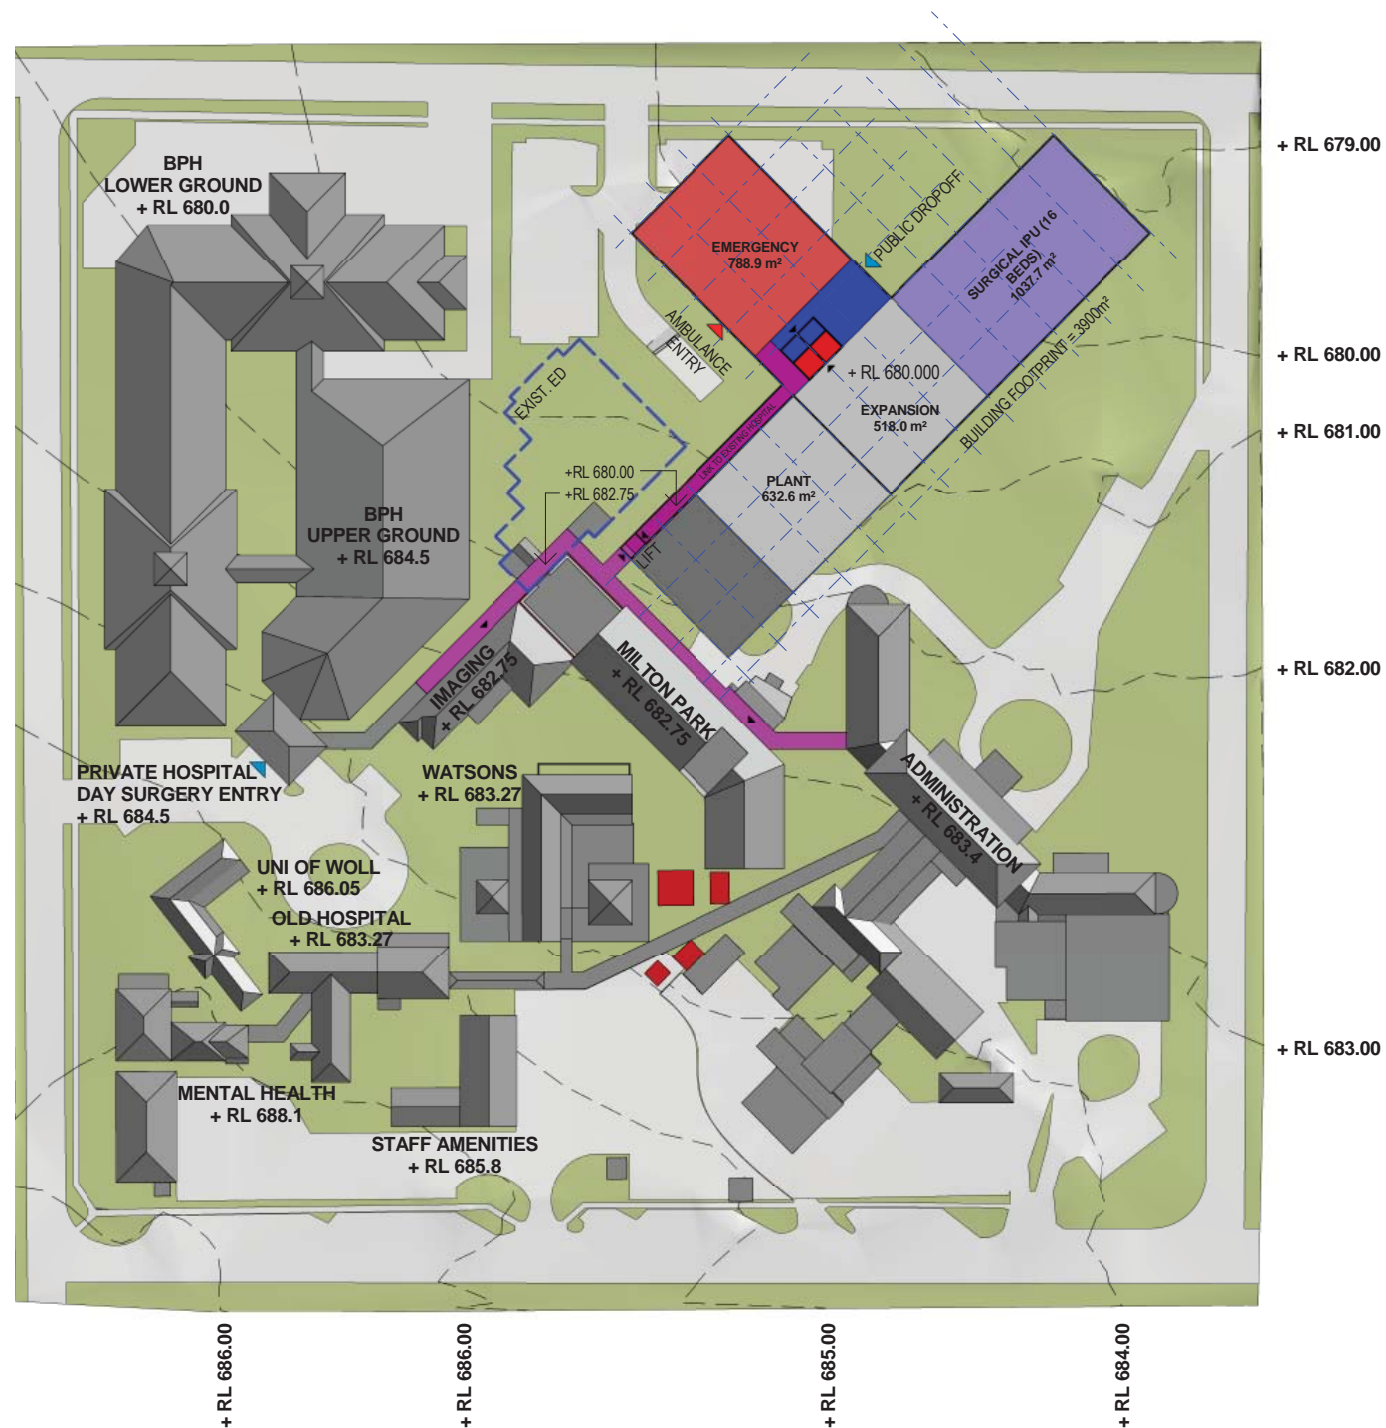 + RL 679.00
BPH
LOWER GROUND
+ RL 680.0
PUBLIC DROPOFF
SURGICAL IPU (16
BEDS)
1037.7 m²
EMERGENCY
788.9 m²
AMBULANCE
ENTRY
BUILDING FOOTPRINT = 3900m²
+ RL 680.00
+ RL 680.000
EXIST. ED
EXPANSION
518.0 m²
+ RL 681.00
LINK TO EXISTING HOSPITAL
+RL 680.00
+RL 682.75
PLANT
632.6 m²
BPH
UPPER GROUND
+ RL 684.5
LIFT
IMAGING
+ RL 682.75
MILTON PARK
+ RL 682.75
+ RL 682.00
PRIVATE HOSPITAL
DAY SURGERY ENTRY
+ RL 684.5
WATSONS
+ RL 683.27
ADMINISTRATION
+ RL 683.4
UNI OF WOLL
+ RL 686.05
OLD HOSPITAL
+ RL 683.27
+ RL 683.00
MENTAL HEALTH
+ RL 688.1
STAFF AMENITIES
+ RL 685.8
+ RL 686.00
+ RL 686.00
+ RL 685.00
+ RL 684.00